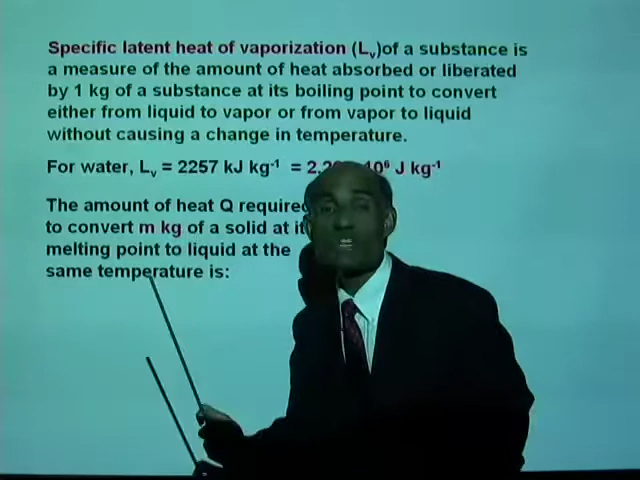 Specific latent heat of vaporization (Lv)of a substance is
a measure of the amount of heat absorbed or liberated
by 1 kg of a substance at its boiling point to convert
either from liquid to vapor or from vapor to liquid
without causing a change in temperature.
For water, Lv = 2257 kJ kg-1 = 2.2 10⁶ J kg-1
The amount of heat Q require
to convert m kg of a solid at it
melting point to liquid at the
same temperature is: